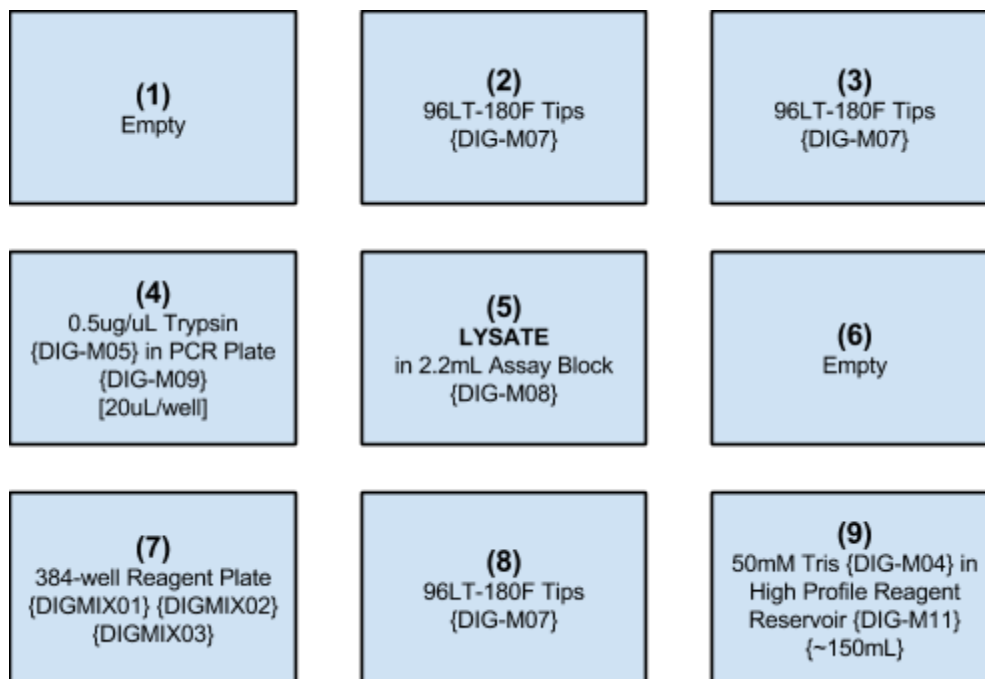 (1)
Empty
(2)
96LT-180F Tips
{DIG-M07}
(3)
96LT-180F Tips
{DIG-M07}
(4)
0.5ug/uL Trypsin
{DIG-M05} in PCR Plate
{DIG-M09}
[20uL/well]
(5)
LYSATE
in 2.2mL Assay Block
{DIG-M08}
(6)
Empty
(7)
384-well Reagent Plate
{DIGMIX01} {DIGMIX02}
{DIGMIX03}
(8)
96LT-180F Tips
{DIG-M07}
(9)
50mM Tris {DIG-M04} in
High Profile Reagent
Reservoir {DIG-M11}
{~150mL}